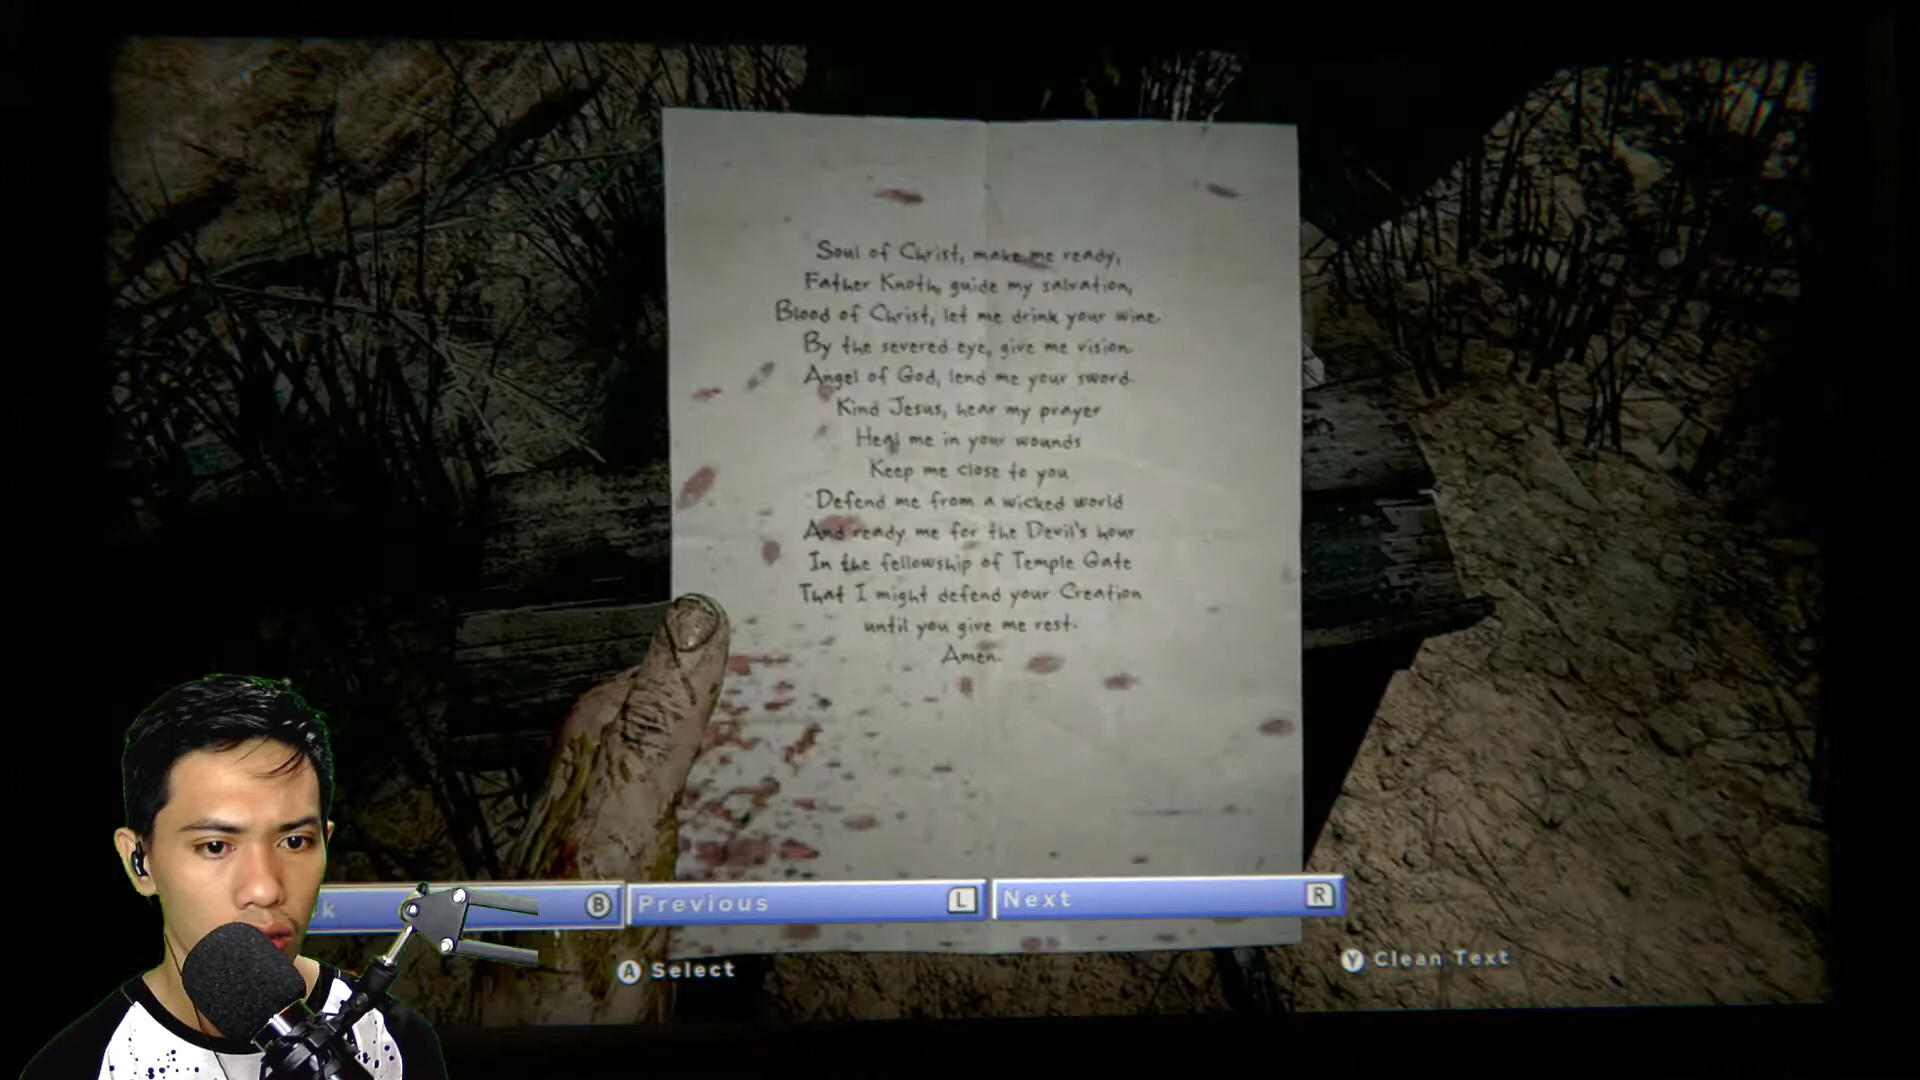 Soul of Christ, make me ready,
Father Knoth, guide my salvation,
Blood of Christ, let me drink your wine.
By the severed eye, give me vision.
Angel of God, lend me your sword.
Kind Jesus, hear my prayer
Heal me in your wounds
Keep me close to you
Defend me from a wicked world
And ready me for the Devil's hour
In the fellowship of Temple Gate
That I might defend your Creation
until you give me rest.
Amen.
B Previous L Next R
A Select
Y Clean Text